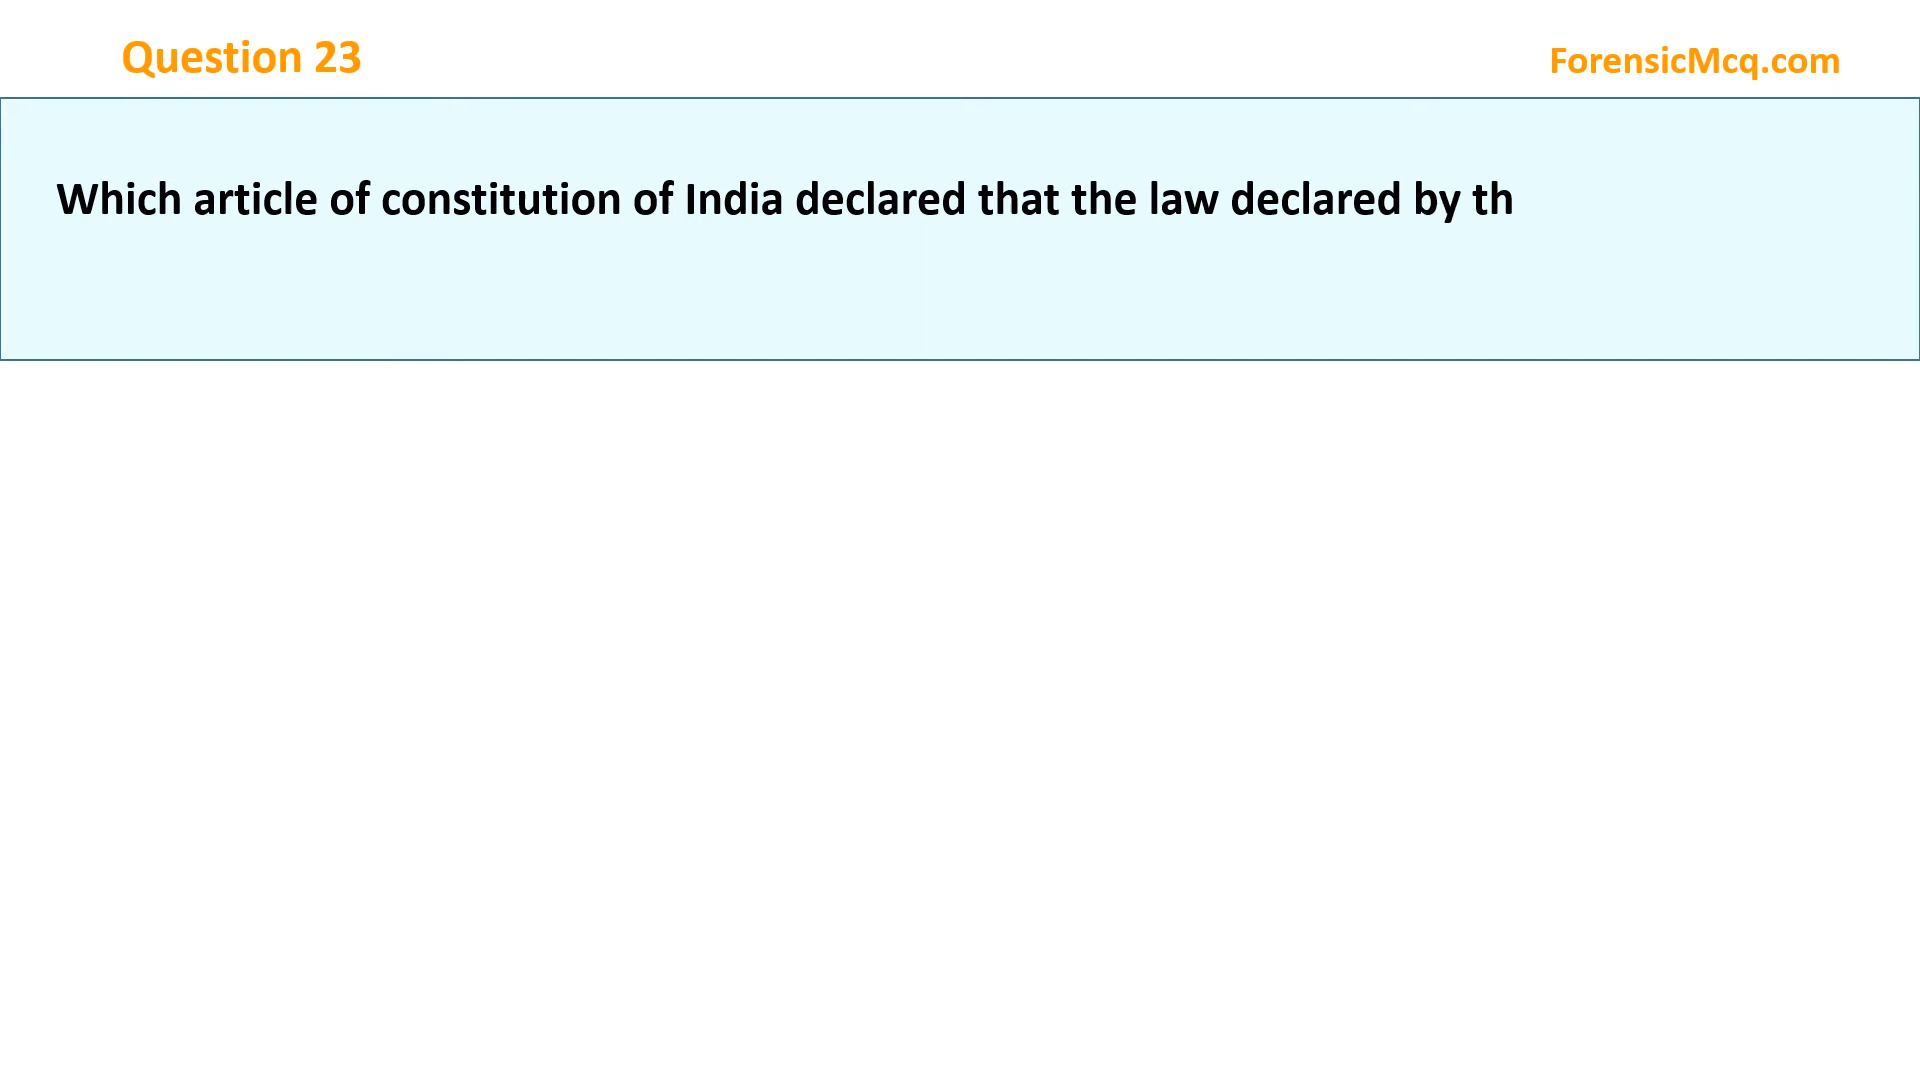 Question 23
ForensicMcq.com
Which article of constitution of India declared that the law declared by th